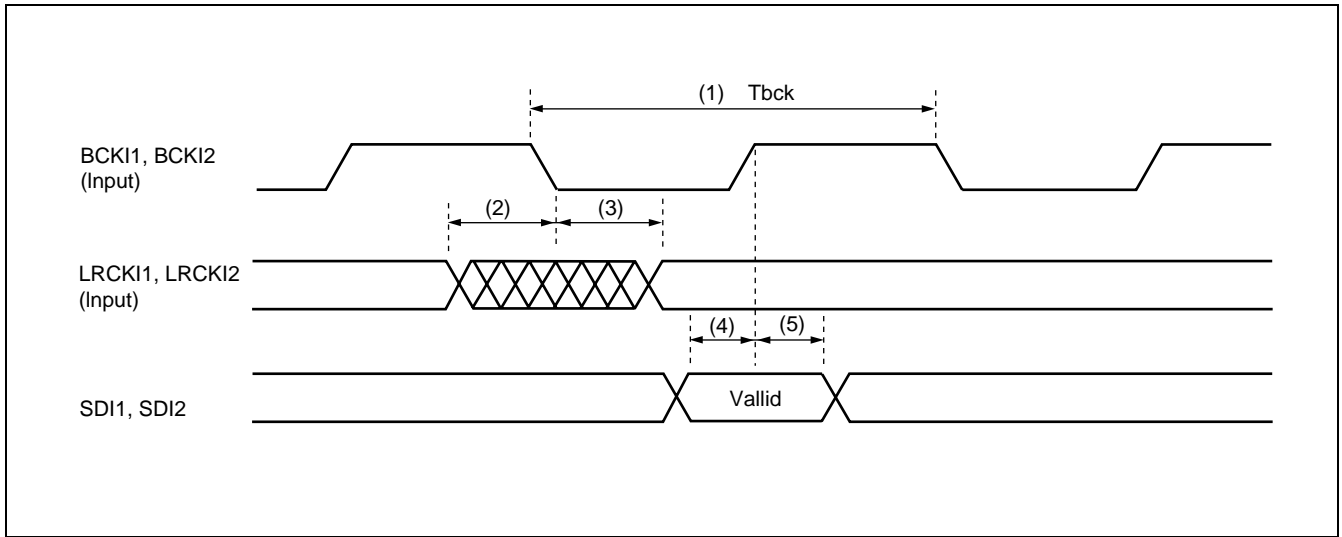 (1) Tbck
BCKI1, BCKI2
(Input)
(2) (3)
LRCKI1, LRCKI2
(Input)
(4) (5)
Vallid
SDI1, SDI2